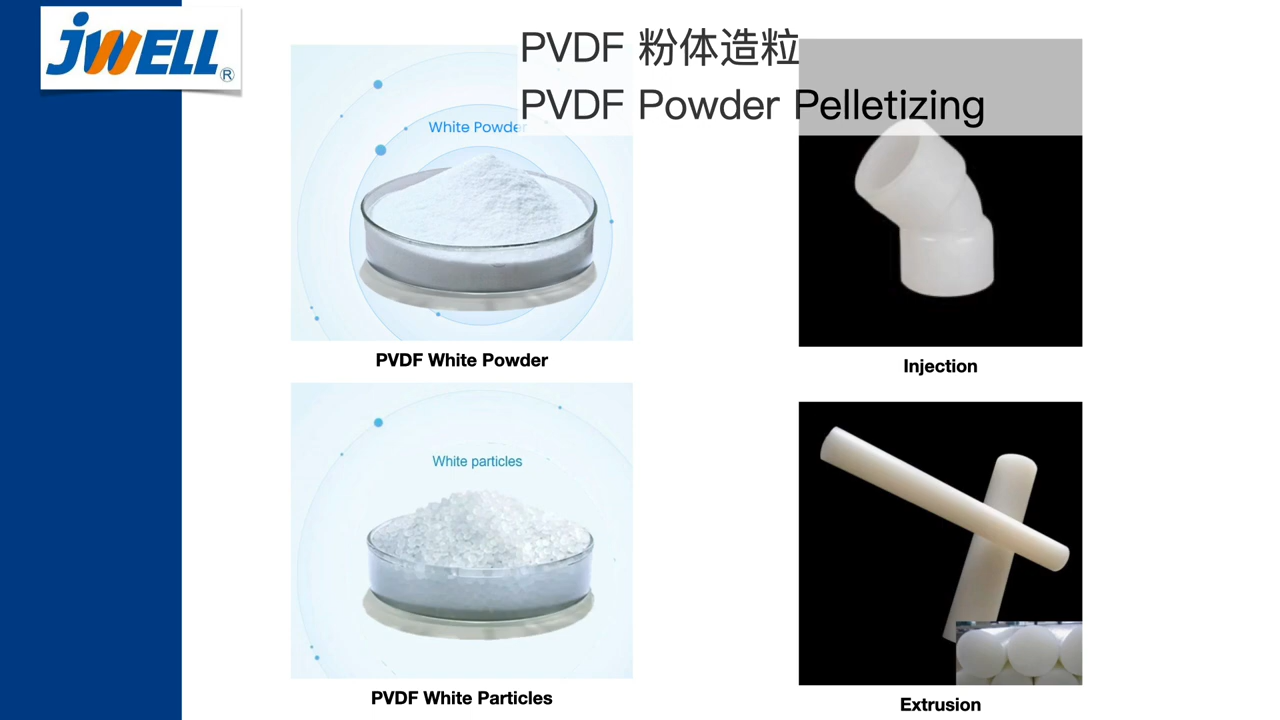 JWELL®
PVDF 粉体造粒
PVDF Powder Pelletizing
White Powder
PVDF White Powder
Injection
White particles
PVDF White Particles
Extrusion